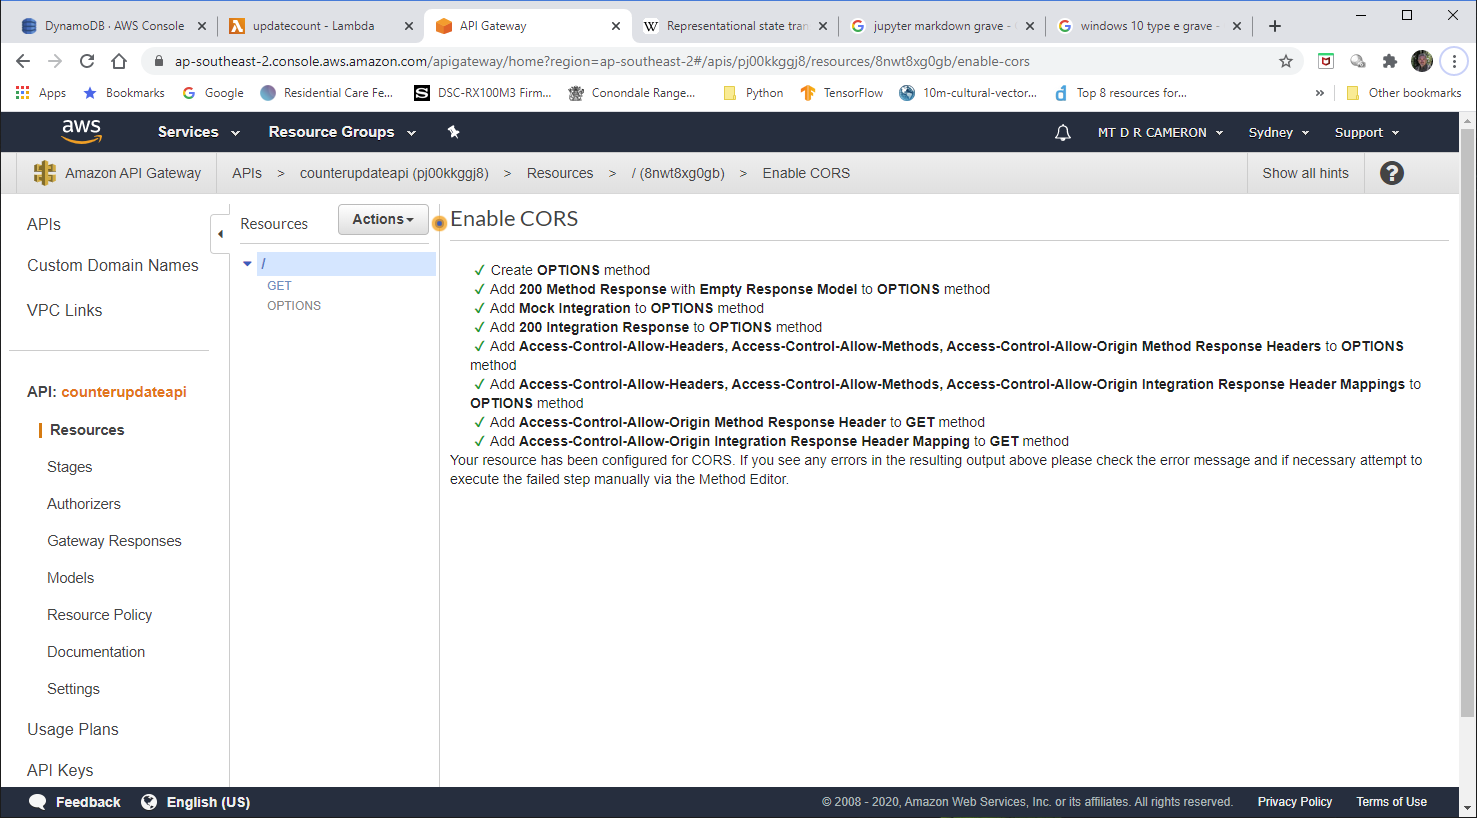 DynamoDB · AWS Console
updatecount - Lambda
API Gateway
Representational state tran
jupyter markdown grave -
windows 10 type e grave -
ap-southeast-2.console.aws.amazon.com/apigateway/home?region=ap-southeast-2#/apis/pj00kkggj8/resources/8nwt8xg0gb/enable-cors
Apps
Bookmarks
Google
Residential Care Fe...
DSC-RX100M3 Firm...
Conondale Range...
Python
TensorFlow
10m-cultural-vector...
Top 8 resources for...
»
Other bookmarks
aws
Services
Resource Groups
MT D R CAMERON
Sydney
Support
Amazon API Gateway
APIs > counterupdateapi (pj00kkggj8) > Resources > / (8nwt8xg0gb) > Enable CORS
Show all hints
?
APIs
Custom Domain Names
VPC Links
API: counterupdateapi
Resources
Stages
Authorizers
Gateway Responses
Models
Resource Policy
Documentation
Settings
Usage Plans
API Keys
Resources
Actions
/
GET
OPTIONS
Enable CORS
✓ Create OPTIONS method
✓ Add 200 Method Response with Empty Response Model to OPTIONS method
✓ Add Mock Integration to OPTIONS method
✓ Add 200 Integration Response to OPTIONS method
✓ Add Access-Control-Allow-Headers, Access-Control-Allow-Methods, Access-Control-Allow-Origin Method Response Headers to OPTIONS
method
✓ Add Access-Control-Allow-Headers, Access-Control-Allow-Methods, Access-Control-Allow-Origin Integration Response Header Mappings to
OPTIONS method
✓ Add Access-Control-Allow-Origin Method Response Header to GET method
✓ Add Access-Control-Allow-Origin Integration Response Header Mapping to GET method
Your resource has been configured for CORS. If you see any errors in the resulting output above please check the error message and if necessary attempt to
execute the failed step manually via the Method Editor.
Feedback
English (US)
© 2008 - 2020, Amazon Web Services, Inc. or its affiliates. All rights reserved.
Privacy Policy
Terms of Use